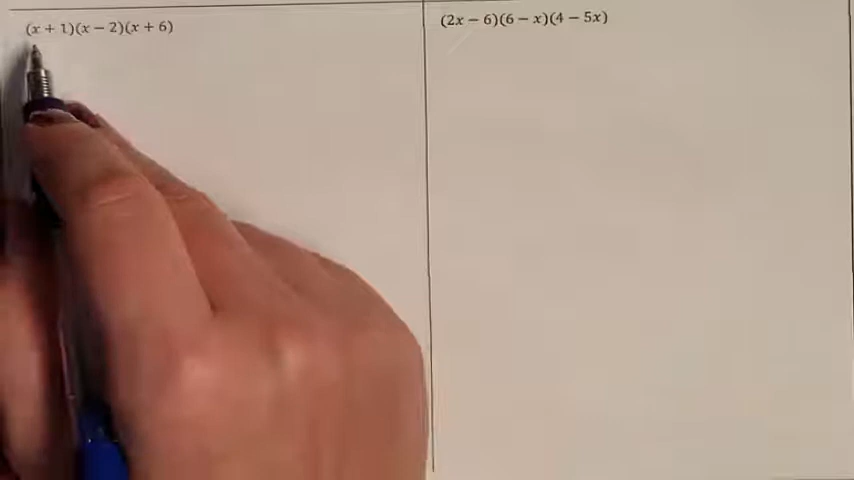 (x + 1)(x − 2)(x + 6)
(2x − 6)(6 − x)(4 − 5x)